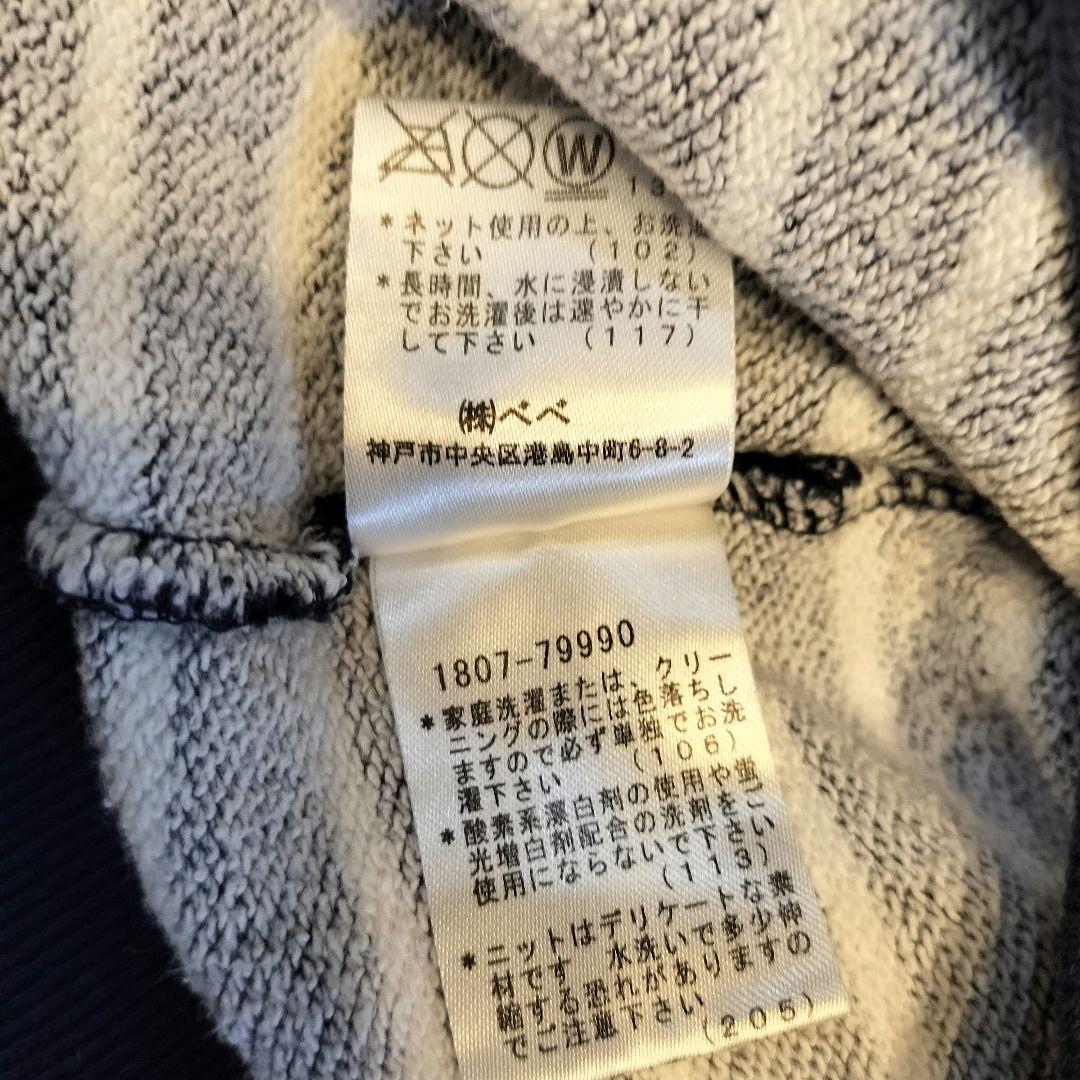 W
＊ネット使用の上、お洗
下さい (102)
＊長時間、水に浸漬しない
でお洗濯後は速やかに干
して下さい (117)
㈱べべ
神戸市中央区港島中町6-8-2
1807-79990
＊家庭洗濯または、クリー
ニングの際には色落ちし
ますので必ず単独でお洗
濯下さい (106)
＊酸素系漂白剤の使用や蛍
光増白剤配合の洗剤をご
使用にならないで下さい
(113)
＊ニットはデリケートな素
材です 水洗いで多少伸
縮する恐れがありますの
でご注意下さい
(205)